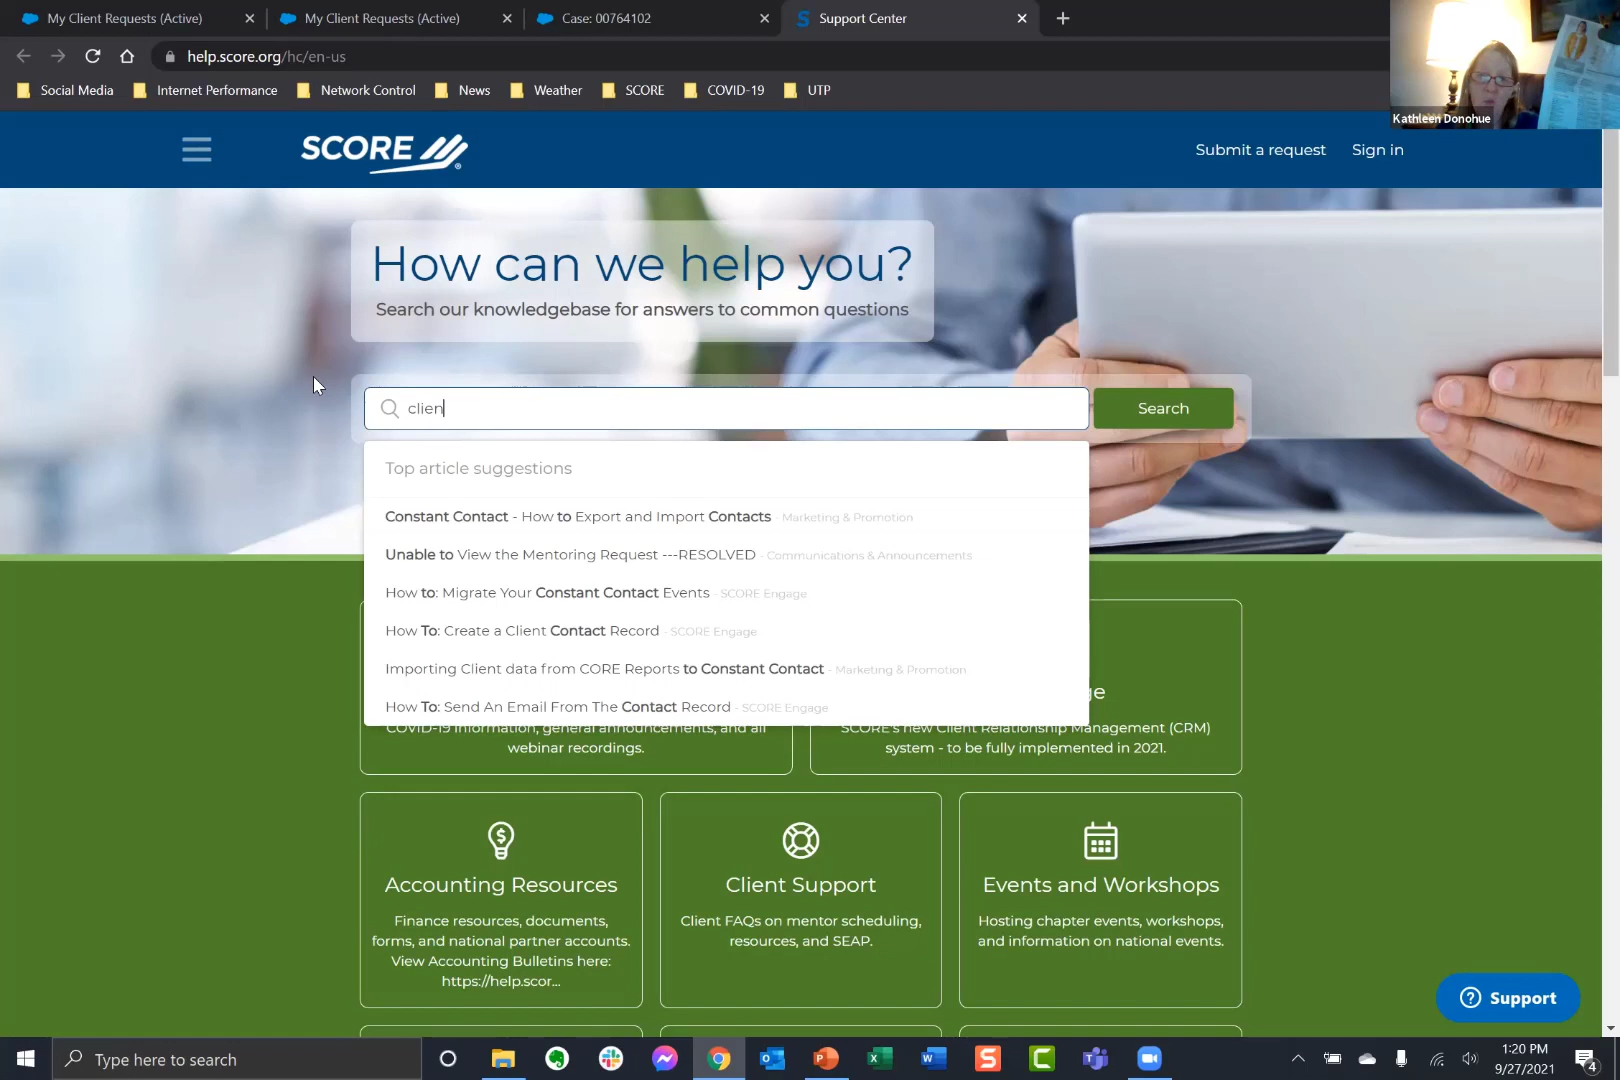 My Client Requests (Active)
My Client Requests (Active)
Case: 00764102
Support Center
help.score.org/hc/en-us
Social Media
Internet Performance
Network Control
News
Weather
SCORE
COVID-19
UTP
Kathleen Donohue
SCORE
Submit a request
Sign in
How can we help you?
Search our knowledgebase for answers to common questions
clien
Search
Top article suggestions
Constant Contact - How to Export and Import Contacts - Marketing & Promotion
Unable to View the Mentoring Request ---RESOLVED - Communications & Announcements
How to: Migrate Your Constant Contact Events - SCORE Engage
How To: Create a Client Contact Record - SCORE Engage
Importing Client data from CORE Reports to Constant Contact - Marketing & Promotion
How To: Send An Email From The Contact Record - SCORE Engage
ge
COVID-19 information, general announcements, and all
webinar recordings.
SCORE's new Client Relationship Management (CRM)
system - to be fully implemented in 2021.
Accounting Resources
Finance resources, documents,
forms, and national partner accounts.
View Accounting Bulletins here:
https://help.scor...
Client Support
Client FAQs on mentor scheduling,
resources, and SEAP.
Events and Workshops
Hosting chapter events, workshops,
and information on national events.
Support
Type here to search
1:20 PM
9/27/2021
4